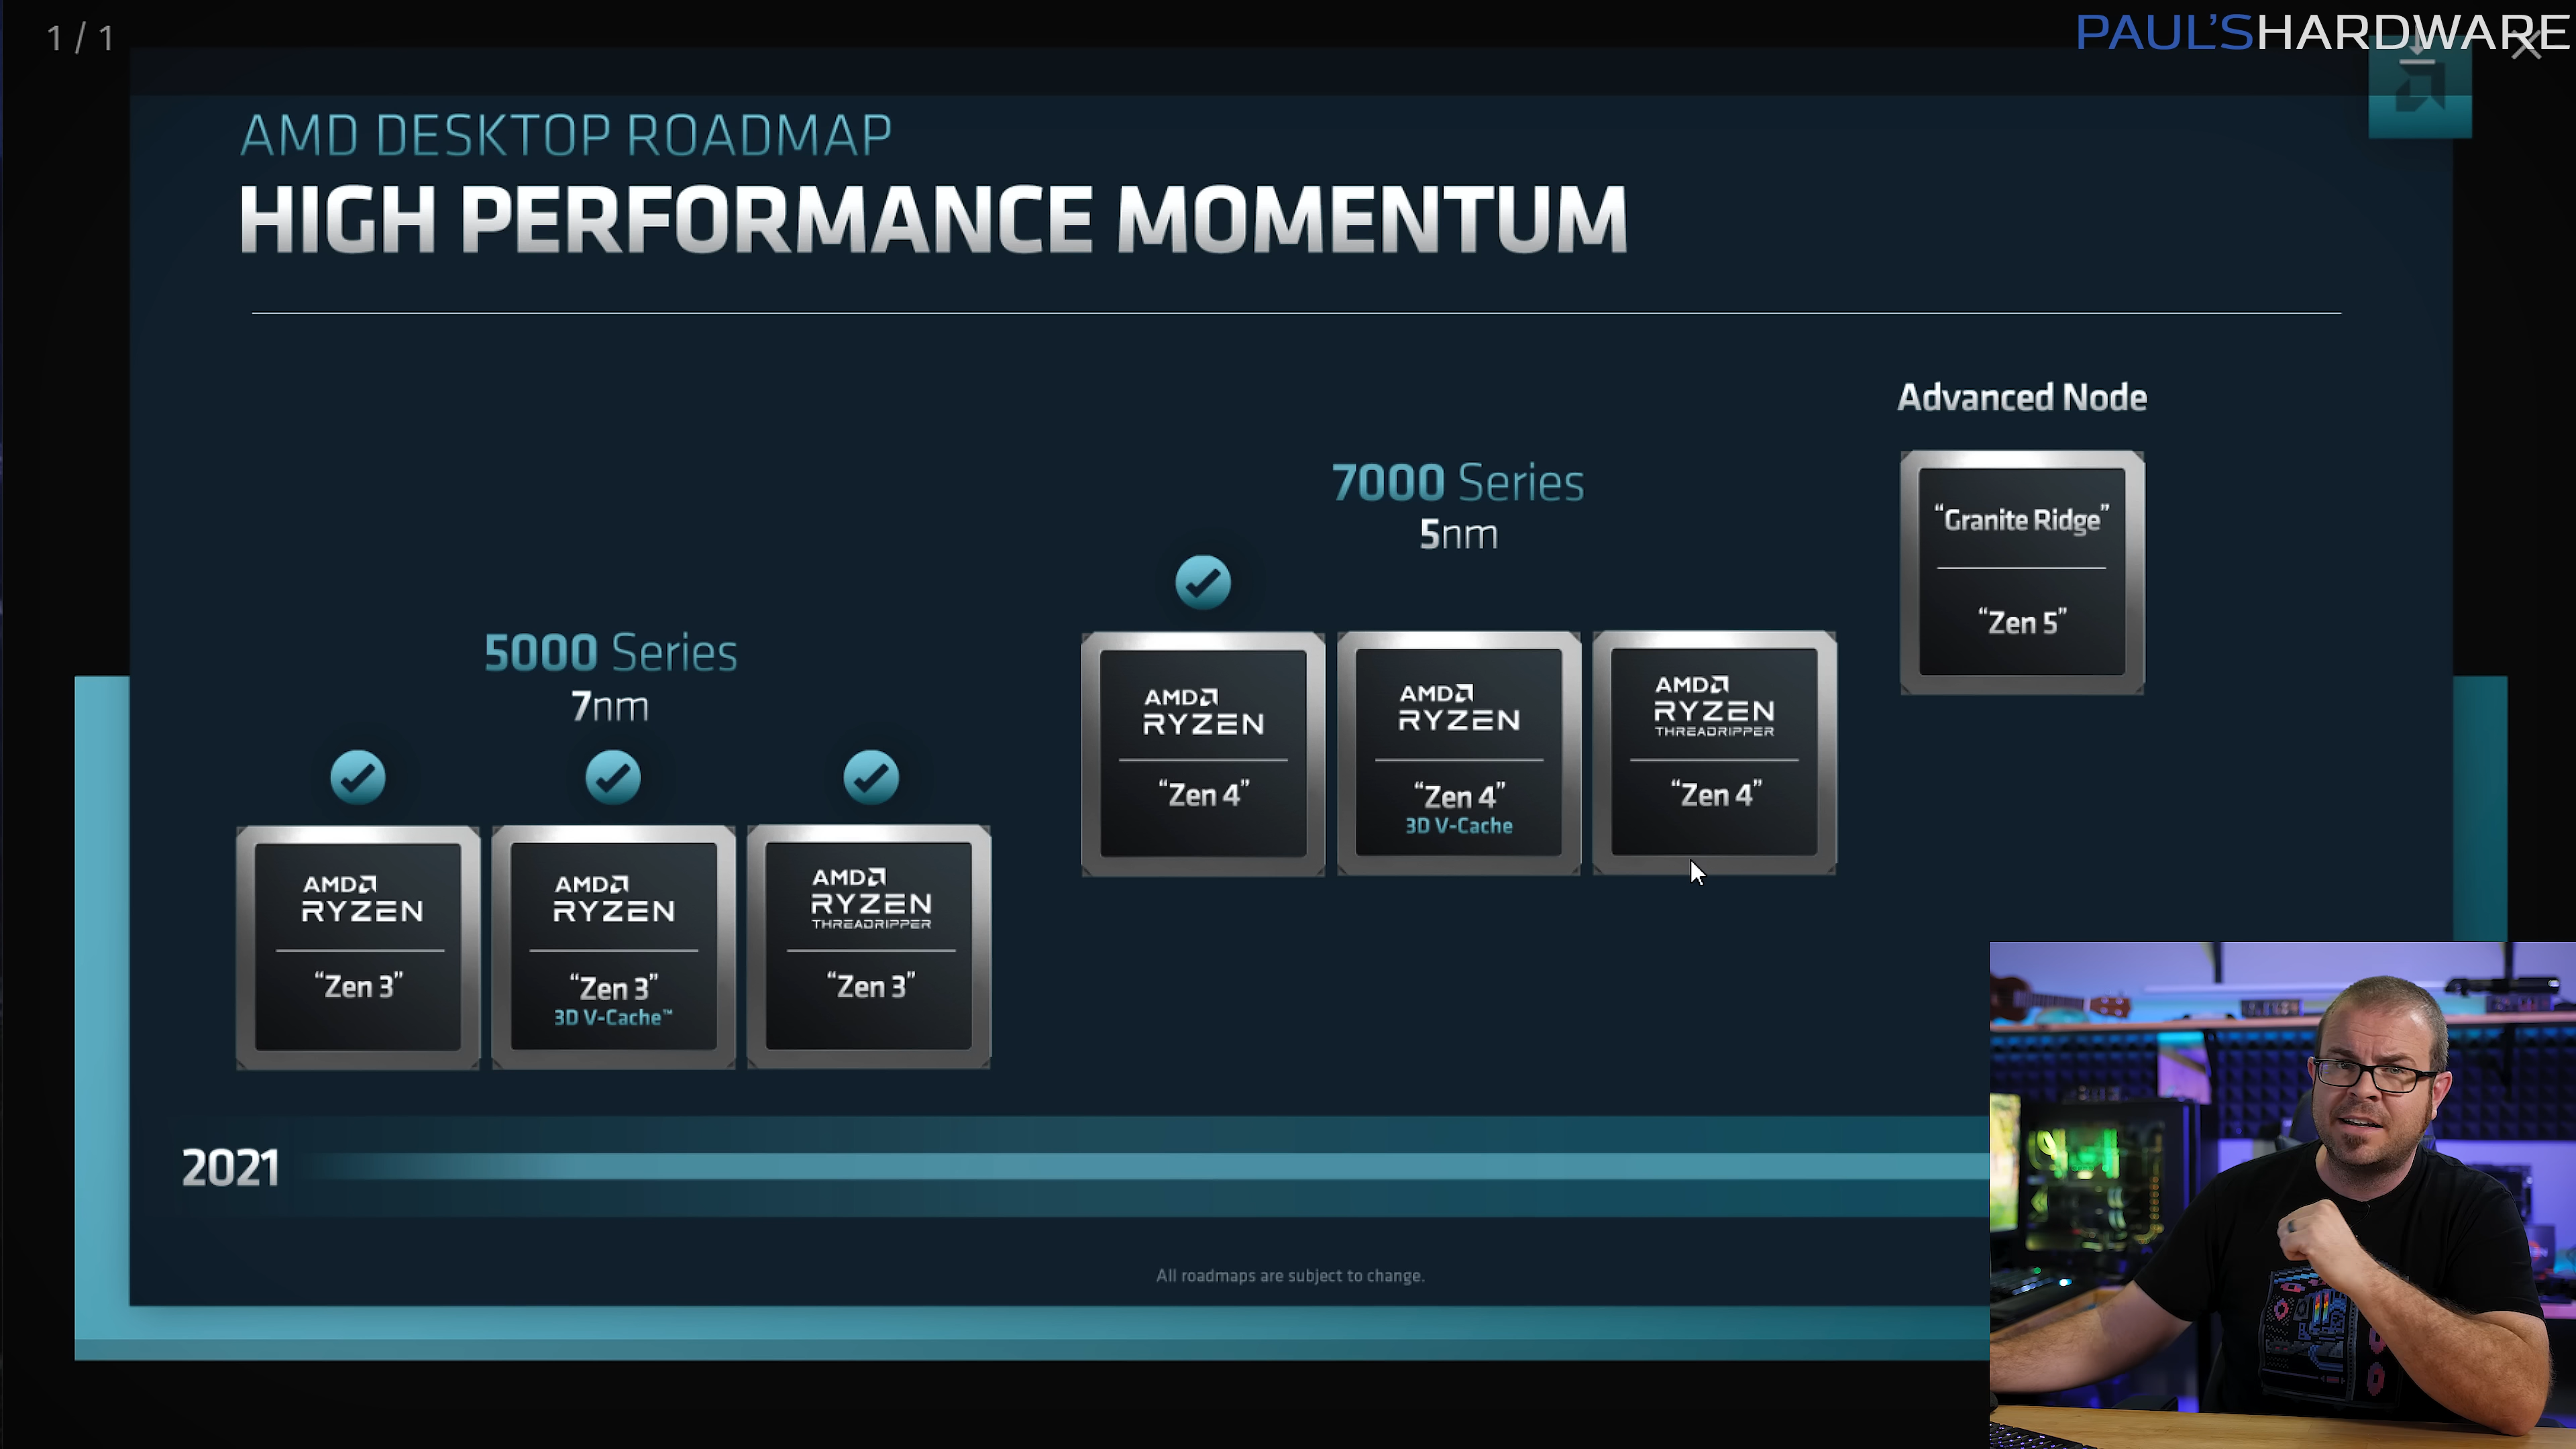 1 / 1
PAUL'SHARDWARE
AMD DESKTOP ROADMAP
HIGH PERFORMANCE MOMENTUM
Advanced Node
"Granite Ridge"
"Zen 5"
7000 Series
5nm
AMD
RYZEN
"Zen 4"
AMD
RYZEN
"Zen 4"
3D V-Cache
AMD
RYZEN
THREADRIPPER
"Zen 4"
5000 Series
7nm
AMD
RYZEN
"Zen 3"
AMD
RYZEN
"Zen 3"
3D V-Cache™
AMD
RYZEN
THREADRIPPER
"Zen 3"
2021
All roadmaps are subject to change.